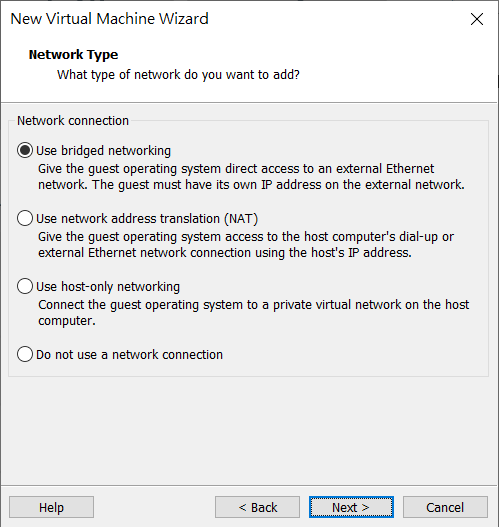 New Virtual Machine Wizard
Network Type
What type of network do you want to add?
Network connection
Use bridged networking
Give the guest operating system direct access to an external Ethernet
network. The guest must have its own IP address on the external network.
Use network address translation (NAT)
Give the guest operating system access to the host computer's dial-up or
external Ethernet network connection using the host's IP address.
Use host-only networking
Connect the guest operating system to a private virtual network on the host
computer.
Do not use a network connection
Help
< Back
Next >
Cancel